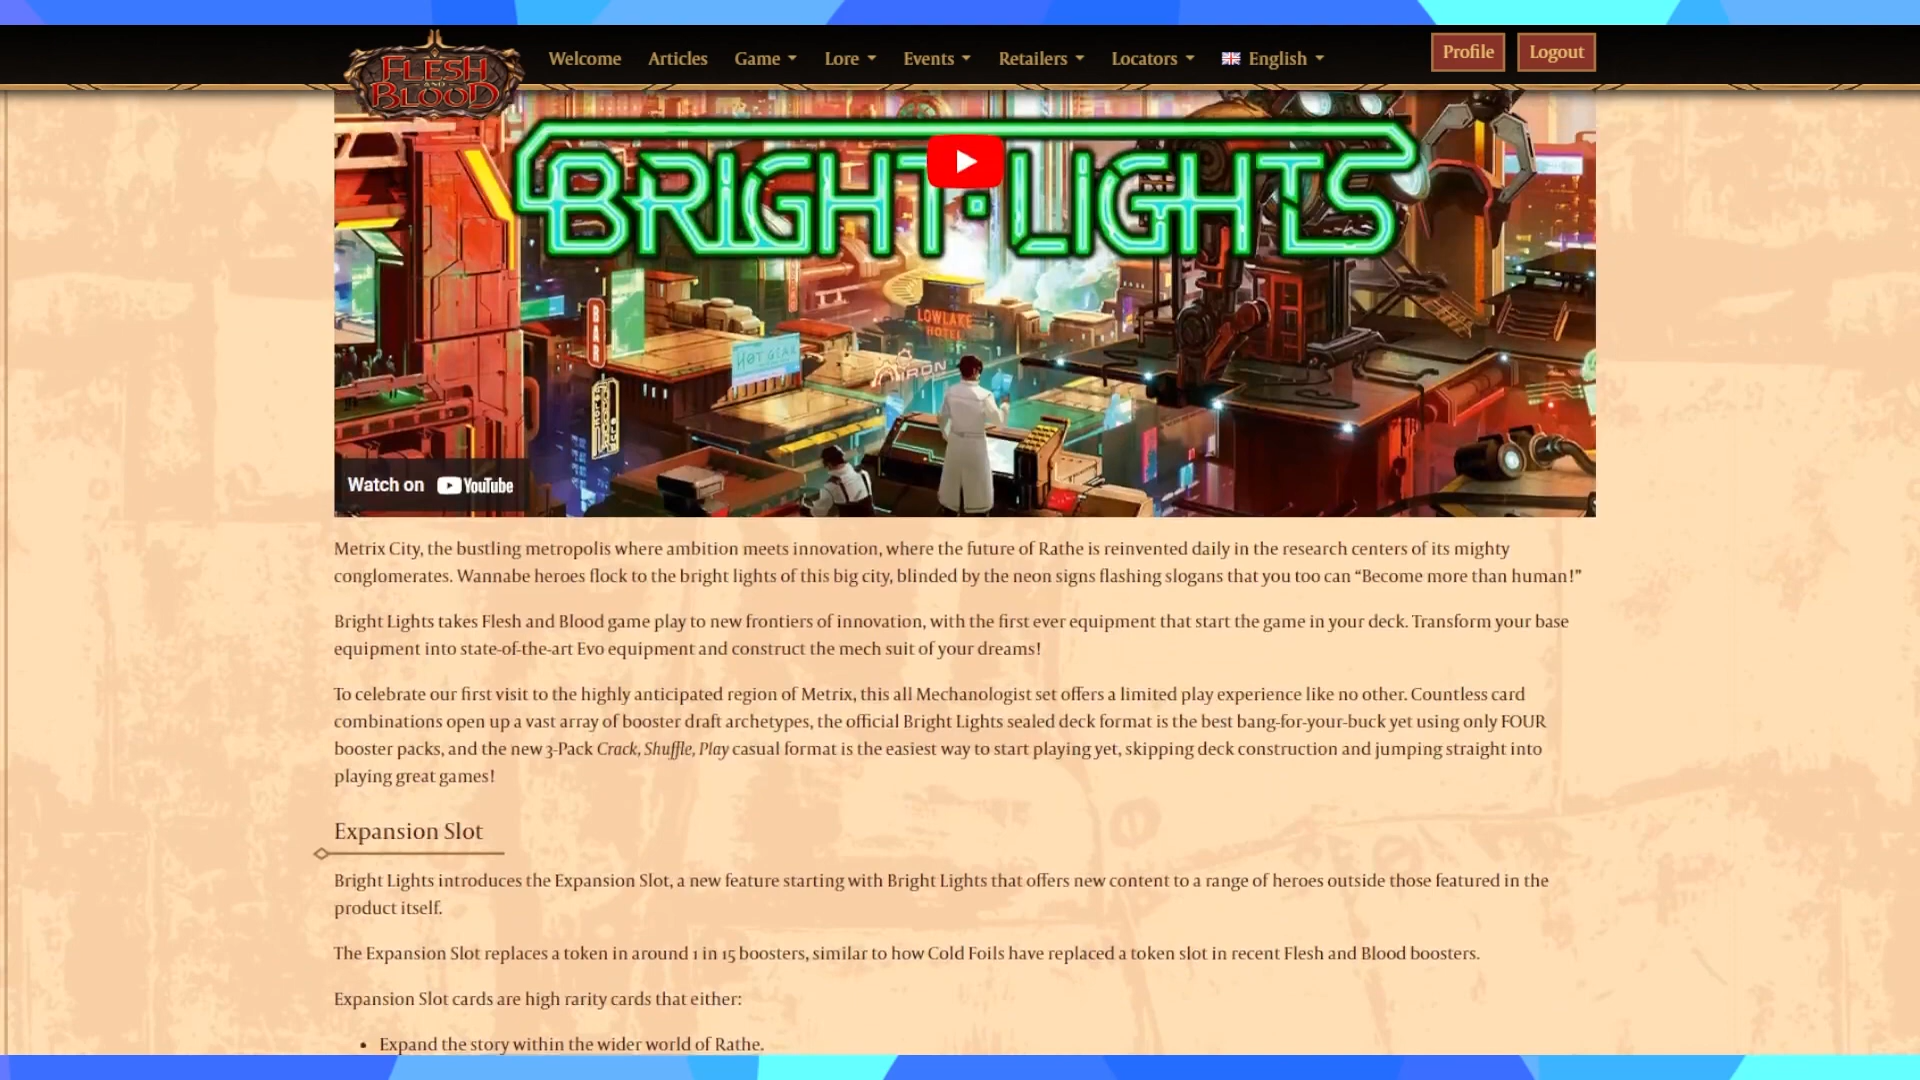 FLESH AND BLOOD
Welcome Articles Game Lore Events Retailers Locators English Profile Logout
BRIGHT LIGHTS
LOWLAKE
HOTEL
BAR
HOT GEAR
IRON
Watch on YouTube
Metrix City, the bustling metropolis where ambition meets innovation, where the future of Rathe is reinvented daily in the research centers of its mighty
conglomerates. Wannabe heroes flock to the bright lights of this big city, blinded by the neon signs flashing slogans that you too can “Become more than human!”
Bright Lights takes Flesh and Blood game play to new frontiers of innovation, with the first ever equipment that start the game in your deck. Transform your base
equipment into state-of-the-art Evo equipment and construct the mech suit of your dreams!
To celebrate our first visit to the highly anticipated region of Metrix, this all Mechanologist set offers a limited play experience like no other. Countless card
combinations open up a vast array of booster draft archetypes, the official Bright Lights sealed deck format is the best bang-for-your-buck yet using only FOUR
booster packs, and the new 3-Pack Crack, Shuffle, Play casual format is the easiest way to start playing yet, skipping deck construction and jumping straight into
playing great games!
Expansion Slot
Bright Lights introduces the Expansion Slot, a new feature starting with Bright Lights that offers new content to a range of heroes outside those featured in the
product itself.
The Expansion Slot replaces a token in around 1 in 15 boosters, similar to how Cold Foils have replaced a token slot in recent Flesh and Blood boosters.
Expansion Slot cards are high rarity cards that either:
• Expand the story within the wider world of Rathe.